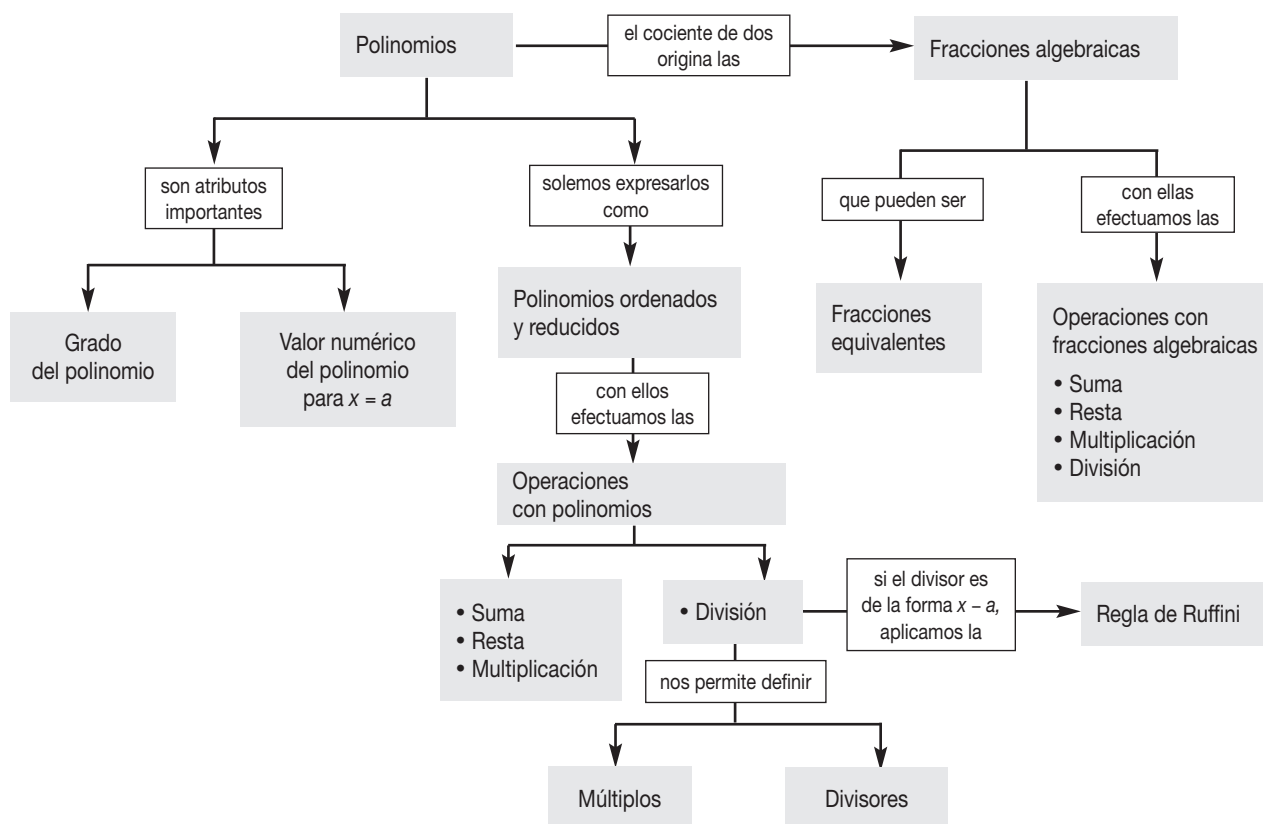 Polinomios
el cociente de dos
origina las
Fracciones algebraicas
son atributos
importantes
solemos expresarlos
como
que pueden ser
con ellas
efectuamos las
Grado
del polinomio
Valor numérico
del polinomio
para x = a
Polinomios ordenados
y reducidos
Fracciones
equivalentes
Operaciones con
fracciones algebraicas
• Suma
• Resta
• Multiplicación
• División
con ellos
efectuamos las
Operaciones
con polinomios
• Suma
• Resta
• Multiplicación
• División
si el divisor es
de la forma x – a,
aplicamos la
Regla de Ruffini
nos permite definir
Múltiplos
Divisores